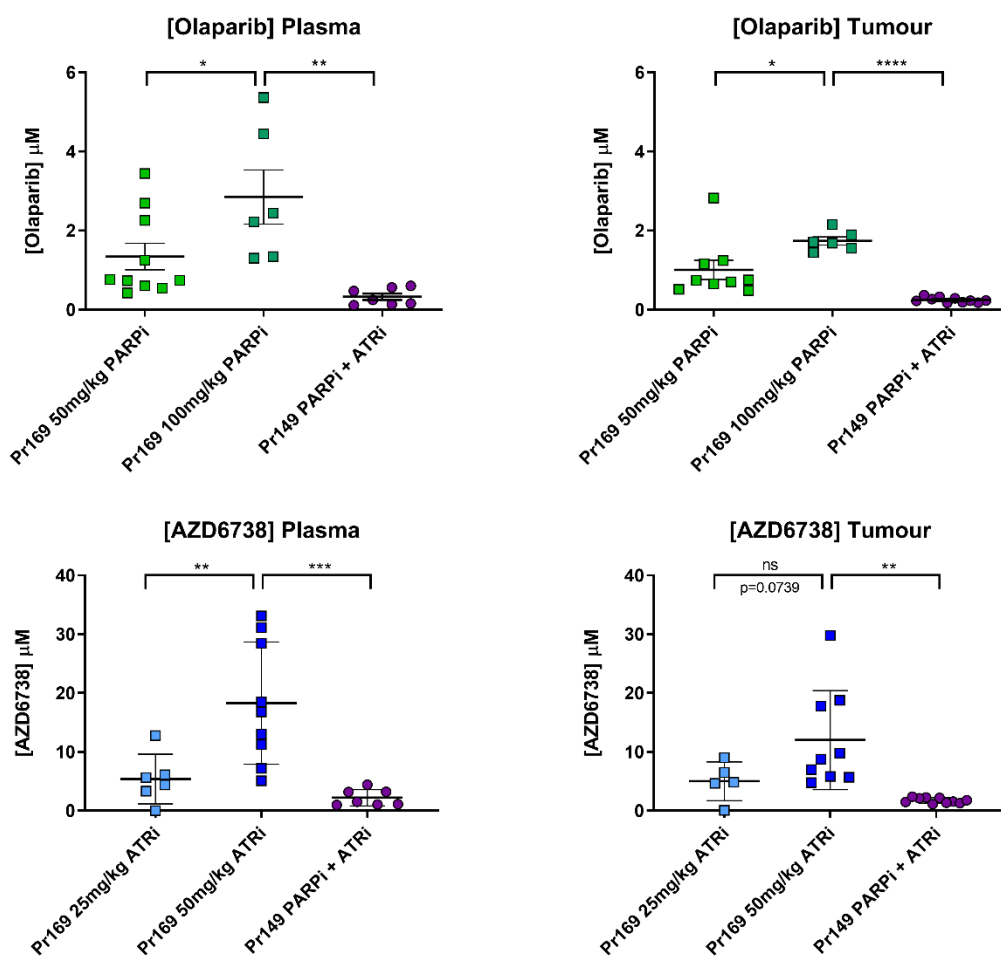 [Olaparib] Plasma
* **
[Olaparib] µM
6
4
2
0
Pr169 50mg/kg PARPi
Pr169 100mg/kg PARPi
Pr149 PARPi + ATRi
[Olaparib] Tumour
* ****
[Olaparib] µM
6
4
2
0
Pr169 50mg/kg PARPi
Pr169 100mg/kg PARPi
Pr149 PARPi + ATRi
[AZD6738] Plasma
** ***
[AZD6738] µM
40
30
20
10
0
Pr169 25mg/kg ATRi
Pr169 50mg/kg ATRi
Pr149 PARPi + ATRi
[AZD6738] Tumour
ns **
p=0.0739
[AZD6738] µM
40
30
20
10
0
Pr169 25mg/kg ATRi
Pr169 50mg/kg ATRi
Pr149 PARPi + ATRi